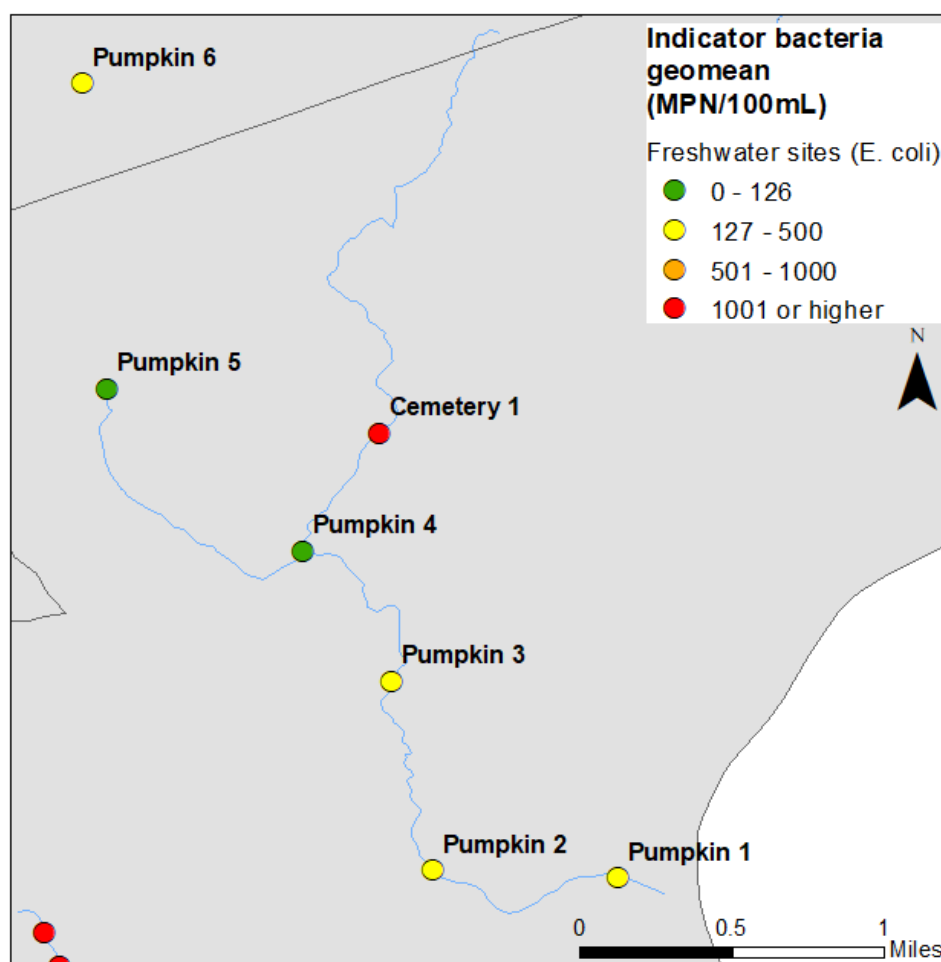 Pumpkin 6
Indicator bacteria
geomean
(MPN/100mL)
Freshwater sites (E. coli)
0 - 126
127 - 500
501 - 1000
1001 or higher
N
Pumpkin 5
Cemetery 1
Pumpkin 4
Pumpkin 3
Pumpkin 2
Pumpkin 1
0 0.5 1
Miles